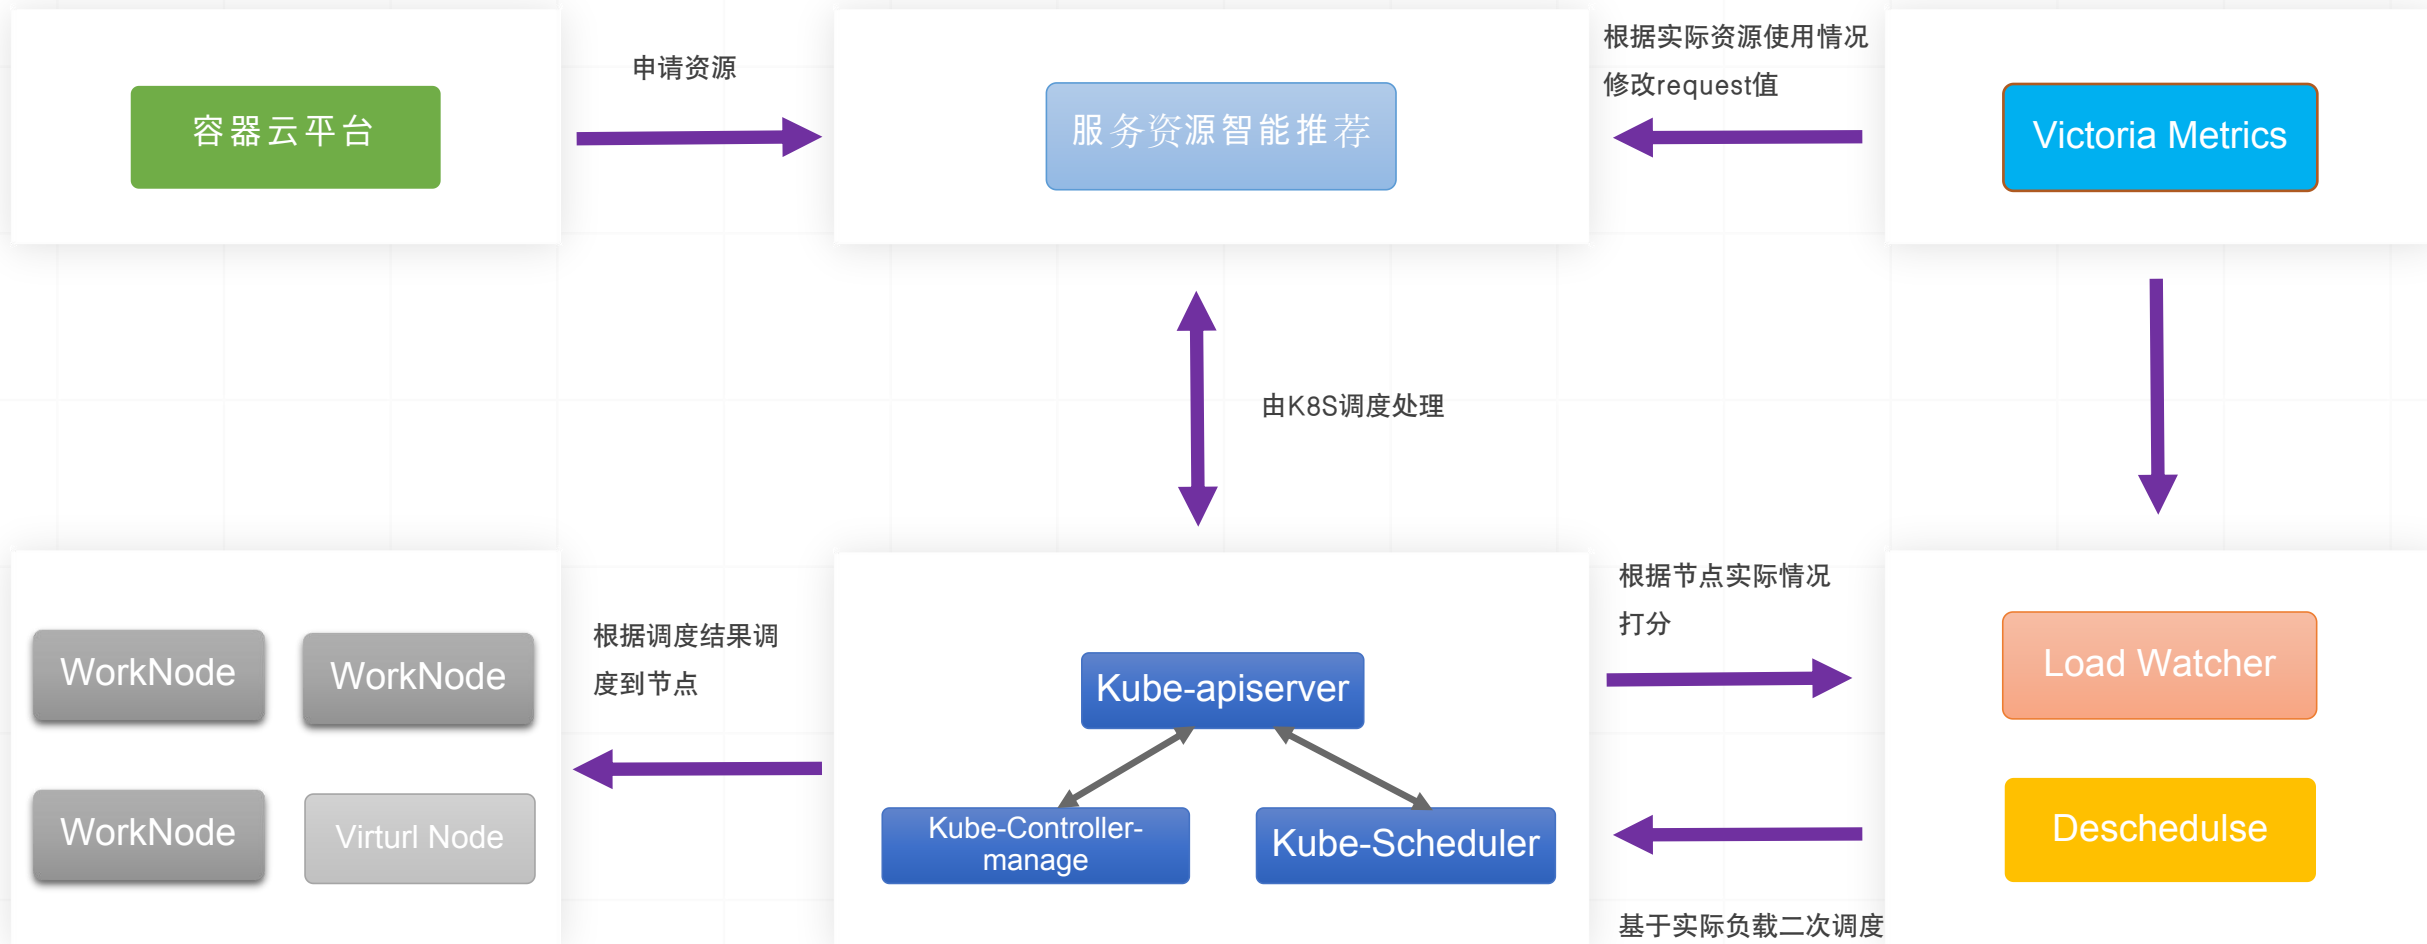 容器云平台
申请资源
服务资源智能推荐
根据实际资源使用情况
修改request值
Victoria Metrics
由K8S调度处理
WorkNode
WorkNode
WorkNode
Virturl Node
根据调度结果调
度到节点
Kube-apiserver
Kube-Controller-
manage
Kube-Scheduler
根据节点实际情况
打分
Load Watcher
Deschedulse
基于实际负载二次调度